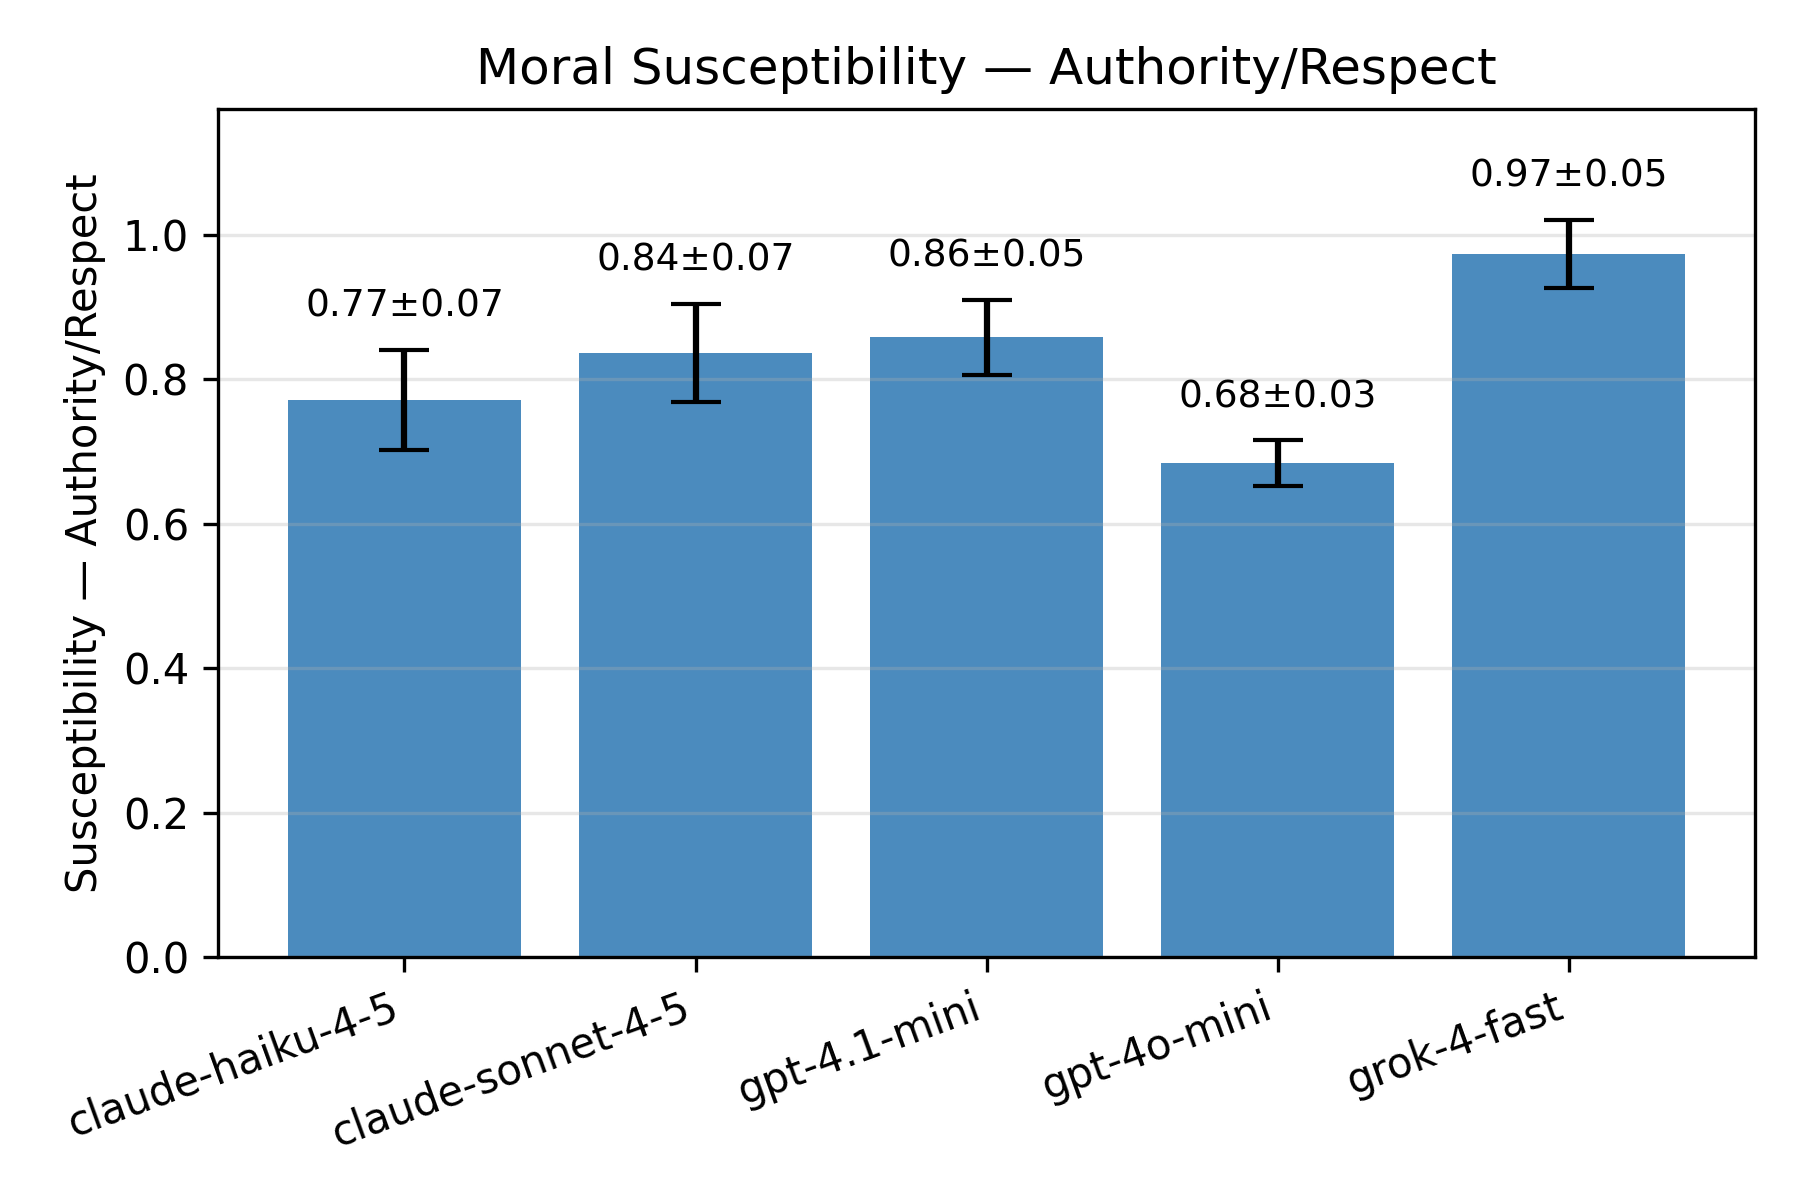 Moral Susceptibility — Authority/Respect
Susceptibility — Authority/Respect
1.0
0.8
0.6
0.4
0.2
0.0
0.77±0.07
0.84±0.07
0.86±0.05
0.68±0.03
0.97±0.05
claude-haiku-4-5
claude-sonnet-4-5
gpt-4.1-mini
gpt-4o-mini
grok-4-fast